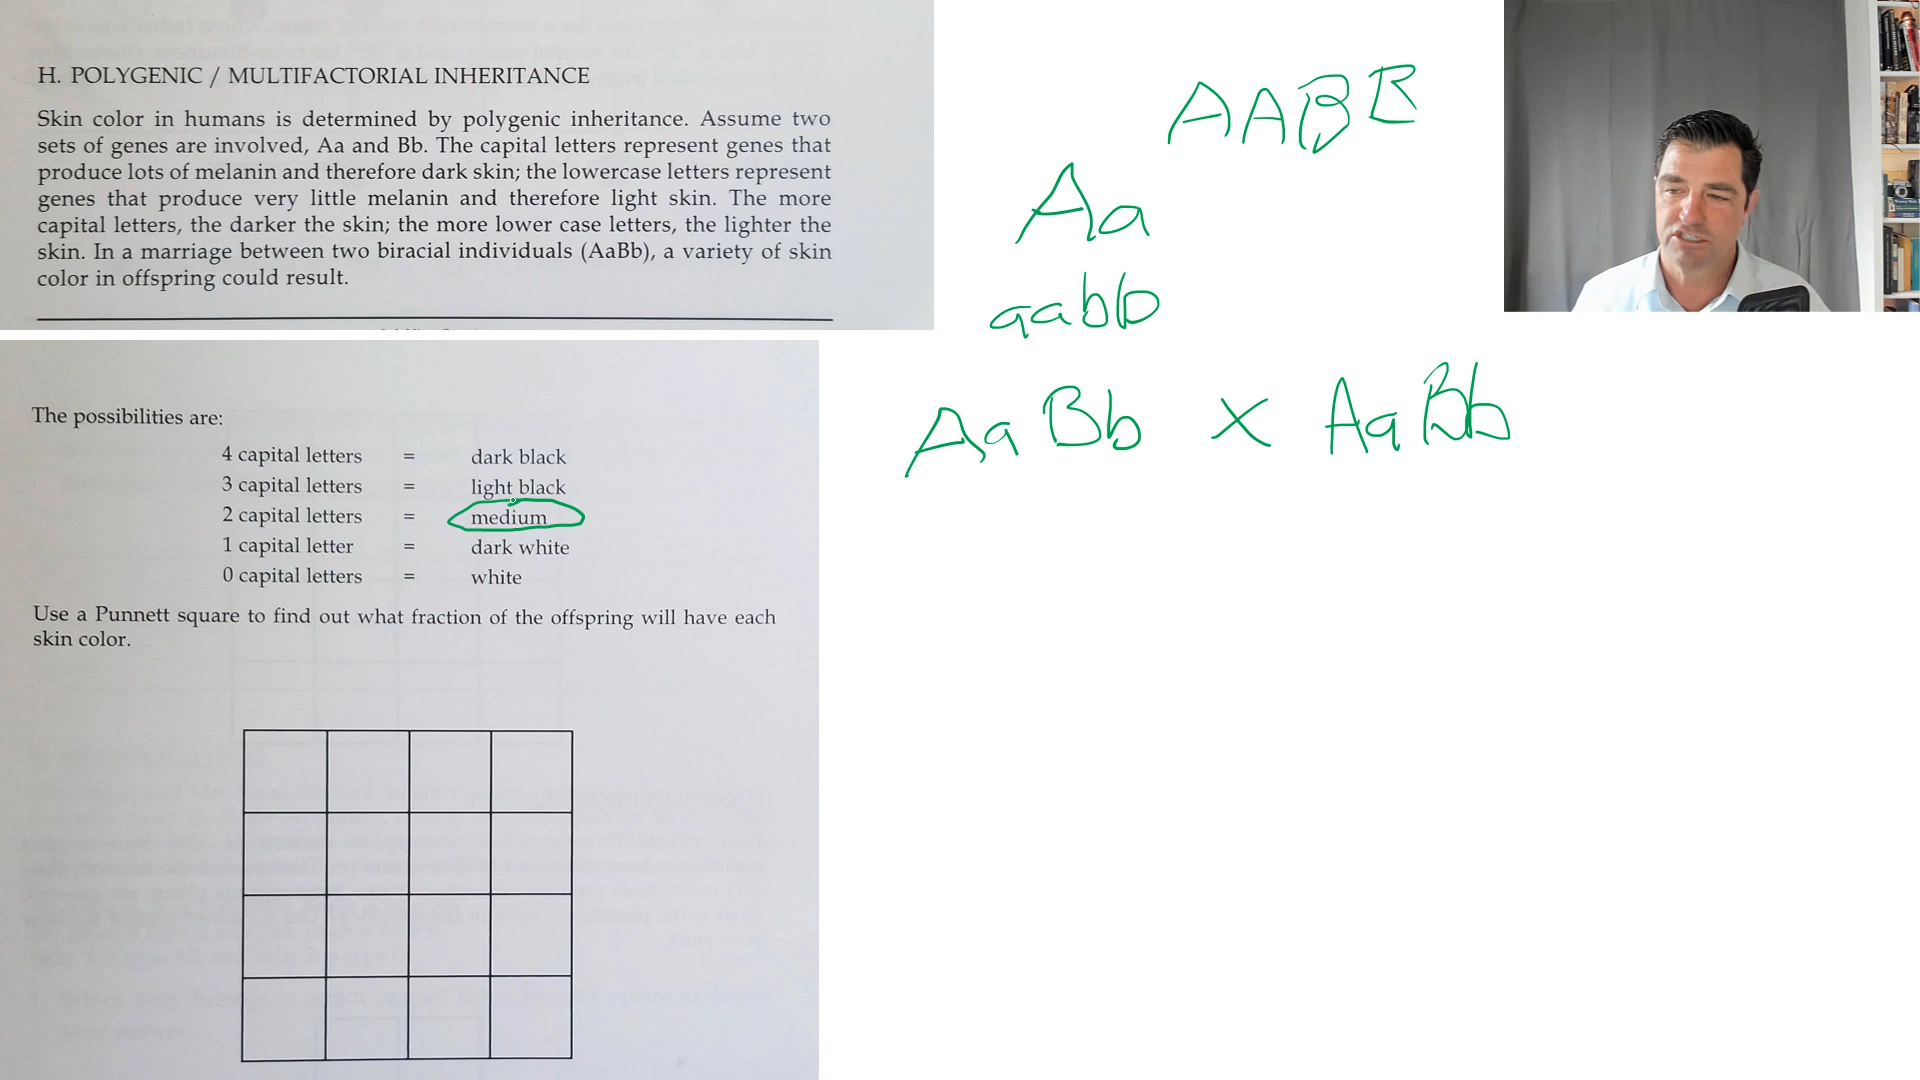 H. POLYGENIC / MULTIFACTORIAL INHERITANCE
Skin color in humans is determined by polygenic inheritance. Assume two
sets of genes are involved, Aa and Bb. The capital letters represent genes that
produce lots of melanin and therefore dark skin; the lowercase letters represent
genes that produce very little melanin and therefore light skin. The more
capital letters, the darker the skin; the more lower case letters, the lighter the
skin. In a marriage between two biracial individuals (AaBb), a variety of skin
color in offspring could result.
The possibilities are:
4 capital letters = dark black
3 capital letters = light black
2 capital letters = medium
1 capital letter = dark white
0 capital letters = white
Use a Punnett square to find out what fraction of the offspring will have each
skin color.
AABB
Aa
aabb
AaBb x AaBb